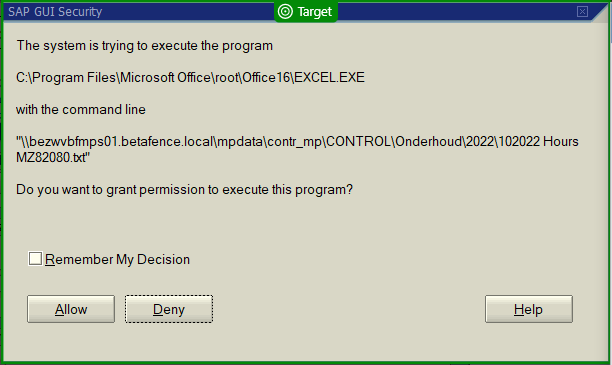 SAP GUI Security
Target
The system is trying to execute the program
C:\Program Files\Microsoft Office\root\Office16\EXCEL.EXE
with the command line
"\\bezwvbfmps01.betafence.local\mpdata\contr_mp\CONTROL\Onderhoud\2022\102022 Hours
MZ82080.txt"
Do you want to grant permission to execute this program?
Remember My Decision
Allow
Deny
Help